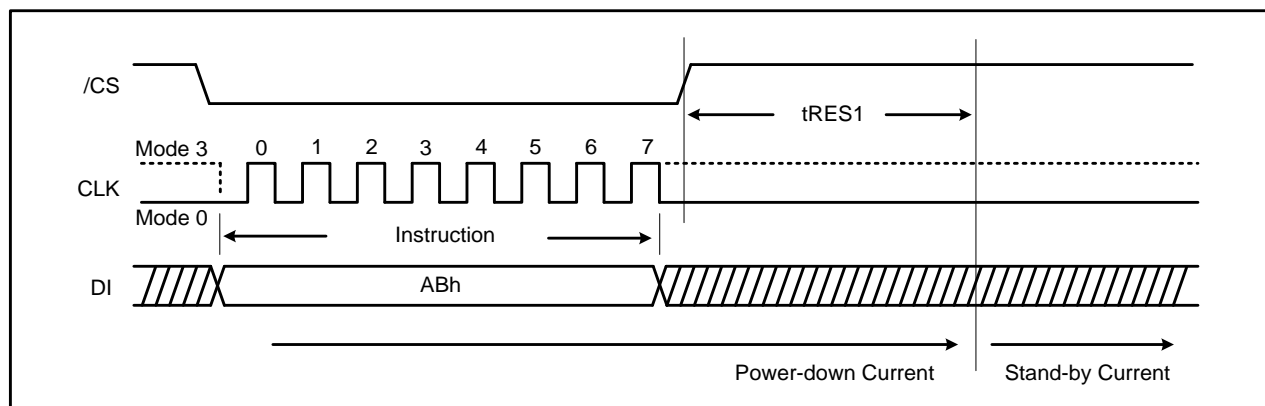 /CS
tRES1
Mode 3
0 1 2 3 4 5 6 7
CLK
Mode 0
Instruction
DI
ABh
Power-down Current
Stand-by Current